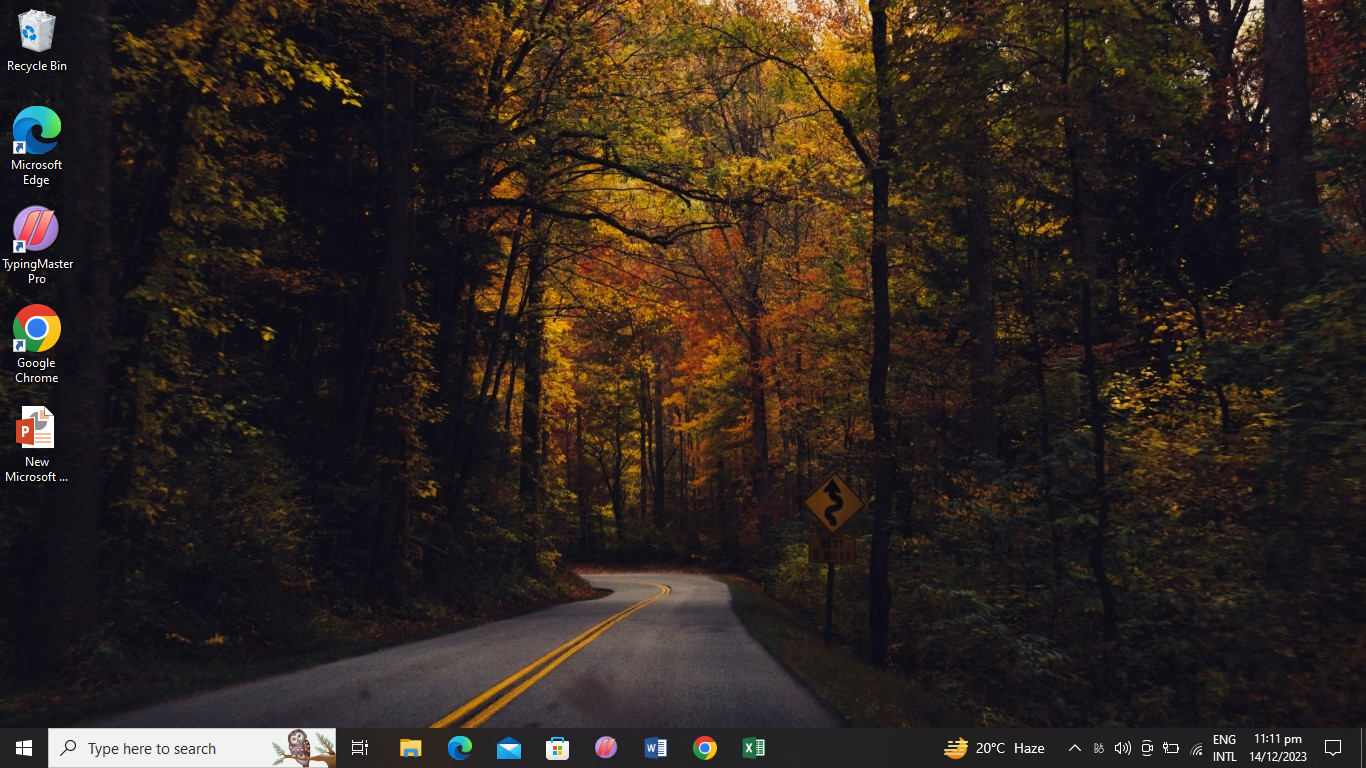 Recycle Bin
Microsoft
Edge
TypingMaster
Pro
Google
Chrome
New
Microsoft ...
Type here to search
20°C Haze
ENG
INTL
11:11 pm
14/12/2023